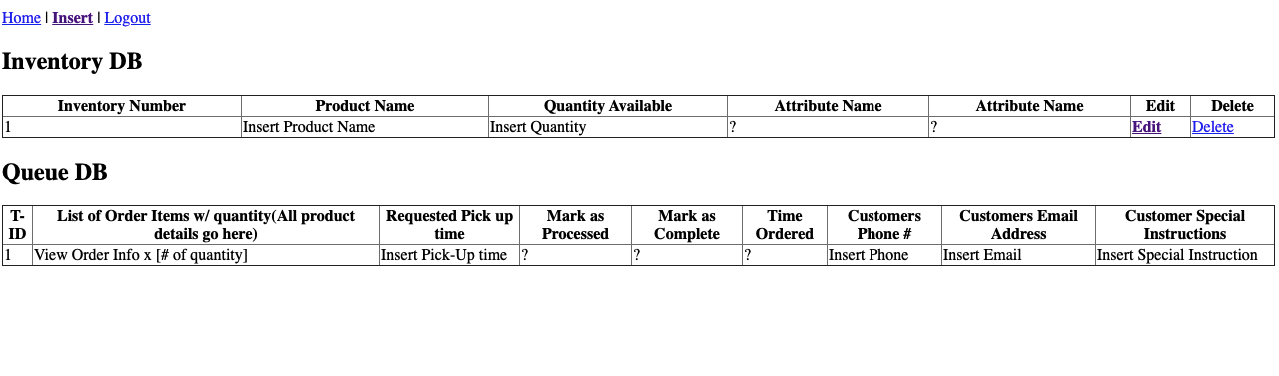 Home | Insert | Logout
Inventory DB
Inventory Number Product Name Quantity Available Attribute Name Attribute Name Edit Delete
1 Insert Product Name Insert Quantity ? ? Edit Delete
Queue DB
T-ID List of Order Items w/ quantity(All product details go here) Requested Pick up time Mark as Processed Mark as Complete Time Ordered Customers Phone # Customers Email Address Customer Special Instructions
1 View Order Info x [# of quantity] Insert Pick-Up time ? ? ? Insert Phone Insert Email Insert Special Instruction